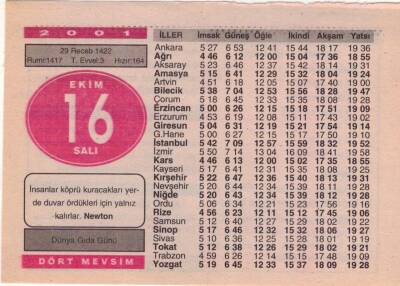 2001
29 Receb 1422
Rumi:1417 T. Evvel:3 Hızır:164
EKİM
16
SALI
İnsanlar köprü kuracakları yer-
de duvar ördükleri için yalnız
-kalırlar. Newton
Dünya Gıda Günü
DÖRT MEVSİM
İLLER İmsak Güneş Öğle İkindi Akşam Yatsı
Ankara 5 27 6 53 12 41 15 44 18 17 19 36
Ağrı 4 46 6 12 12 00 15 04 17 36 18 55
Aksaray 5 23 6 46 12 37 15 42 18 14 19 31
Amasya 5 15 6 41 12 29 15 32 18 04 19 24
Artvin 4 51 6 18 12 05 15 07 17 40 19 00
Bilecik 5 38 7 04 12 53 15 56 18 28 19 47
Çorum 5 18 6 45 12 33 15 35 18 08 19 28
Erzincan 5 00 6 26 12 15 15 18 17 51 19 09
Erzurum 4 53 6 19 12 08 15 11 17 43 19 02
Giresun 5 04 6 31 12 19 15 21 17 54 19 14
G.Hane 5 00 6 27 12 15 15 17 17 50 19 10
İstanbul 5 42 7 09 12 57 15 59 18 32 19 52
İzmir 5 50 7 14 13 04 16 09 18 41 19 58
Kars 4 46 6 13 12 00 15 02 17 35 18 55
Kayseri 5 17 6 41 12 31 15 35 18 08 19 25
Kırşehir 5 22 6 47 12 36 15 40 18 13 19 31
Nevşehir 5 20 6 44 12 34 15 39 18 11 19 28
Niğde 5 20 6 43 12 34 15 39 18 12 19 28
Ordu 5 06 6 34 12 21 15 23 17 56 19 16
Rize 4 56 6 23 12 11 15 12 17 45 19 06
Samsun 5 12 6 40 12 27 15 29 18 02 19 22
Sinop 5 17 6 46 12 32 15 33 18 06 19 27
Sivas 5 10 6 36 12 25 15 28 18 01 19 19
Tokat 5 12 6 38 12 26 15 29 18 02 19 21
Trabzon 4 59 6 26 12 14 15 15 17 48 19 09
Yozgat 5 19 6 45 12 33 15 37 18 09 19 28